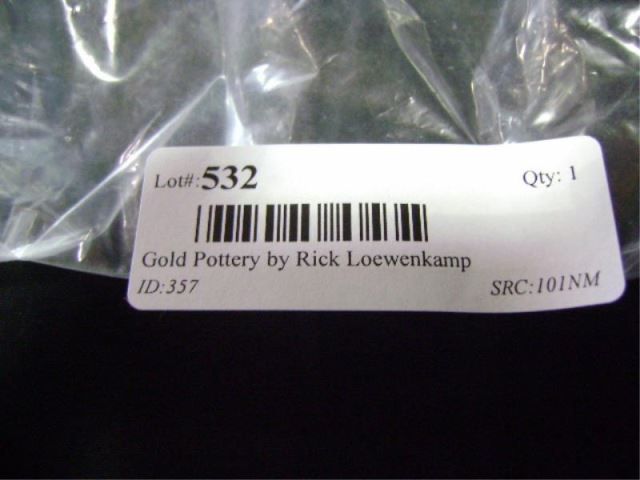 Lot#:532 Qty: 1
Gold Pottery by Rick Loewenkamp
ID:357 SRC:101NM